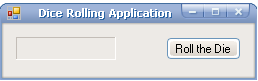 Dice Rolling Application
Roll the Die